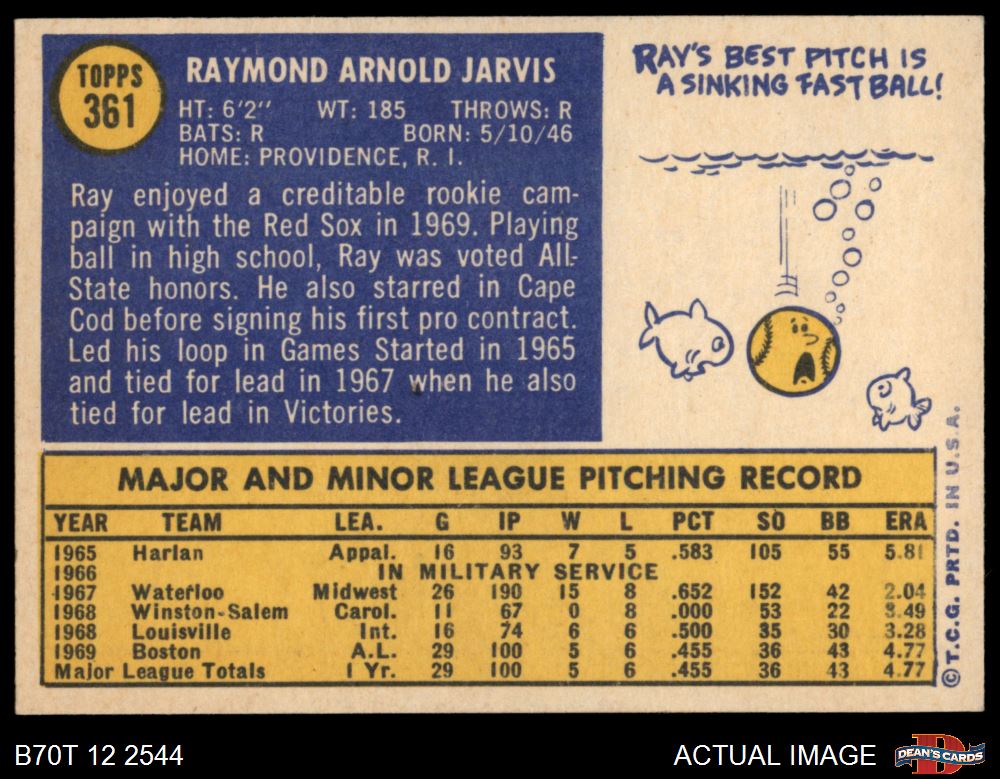 TOPPS
361
RAYMOND ARNOLD JARVIS
HT: 6'2" WT: 185 THROWS: R
BATS: R BORN: 5/10/46
HOME: PROVIDENCE, R. I.
Ray enjoyed a creditable rookie cam-
paign with the Red Sox in 1969. Playing
ball in high school, Ray was voted All-
State honors. He also starred in Cape
Cod before signing his first pro contract.
Led his loop in Games Started in 1965
and tied for lead in 1967 when he also
tied for lead in Victories.
RAY'S BEST PITCH IS
A SINKING FAST BALL!
MAJOR AND MINOR LEAGUE PITCHING RECORD
YEAR TEAM LEA. G IP W L PCT SO BB ERA
1965 Harlan Appal. 16 93 7 5 .583 105 55 5.81
1966 IN MILITARY SERVICE
1967 Waterloo Midwest 26 190 15 8 .652 152 42 2.04
1968 Winston-Salem Carol. 11 67 0 8 .000 53 22 3.49
1968 Louisville Int. 16 74 6 6 .500 35 30 3.28
1969 Boston A.L. 29 100 5 6 .455 36 43 4.77
Major League Totals 1 Yr. 29 100 5 6 .455 36 43 4.77
© T.C.G. PRTD. IN U.S.A.
B70T 12 2544
ACTUAL IMAGE
DEAN'S CARDS